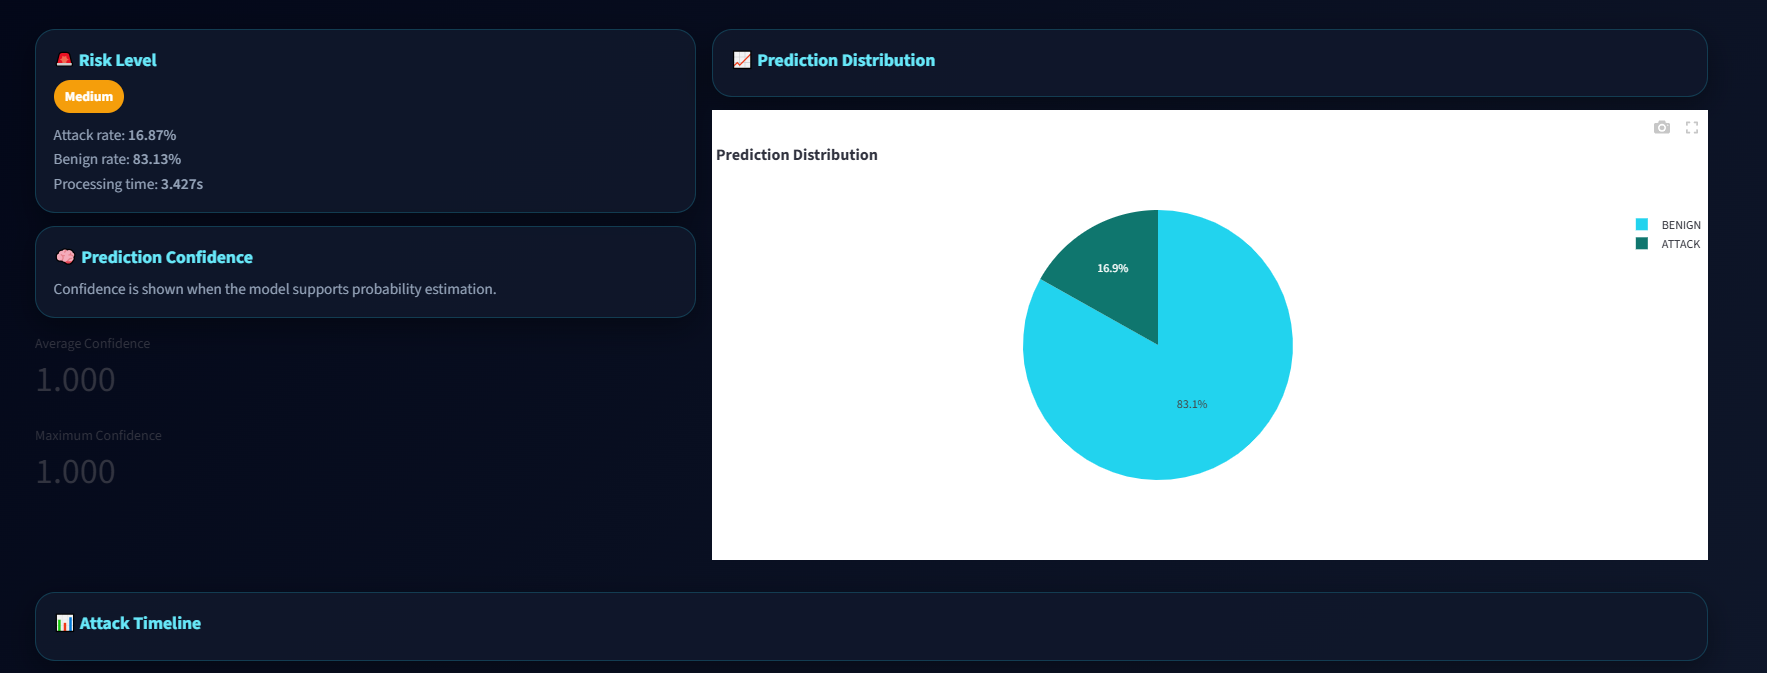 Risk Level
Medium
Attack rate: 16.87%
Benign rate: 83.13%
Processing time: 3.427s
Prediction Confidence
Confidence is shown when the model supports probability estimation.
Average Confidence
1.000
Maximum Confidence
1.000
Prediction Distribution
Prediction Distribution
BENIGN
ATTACK
16.9%
83.1%
Attack Timeline